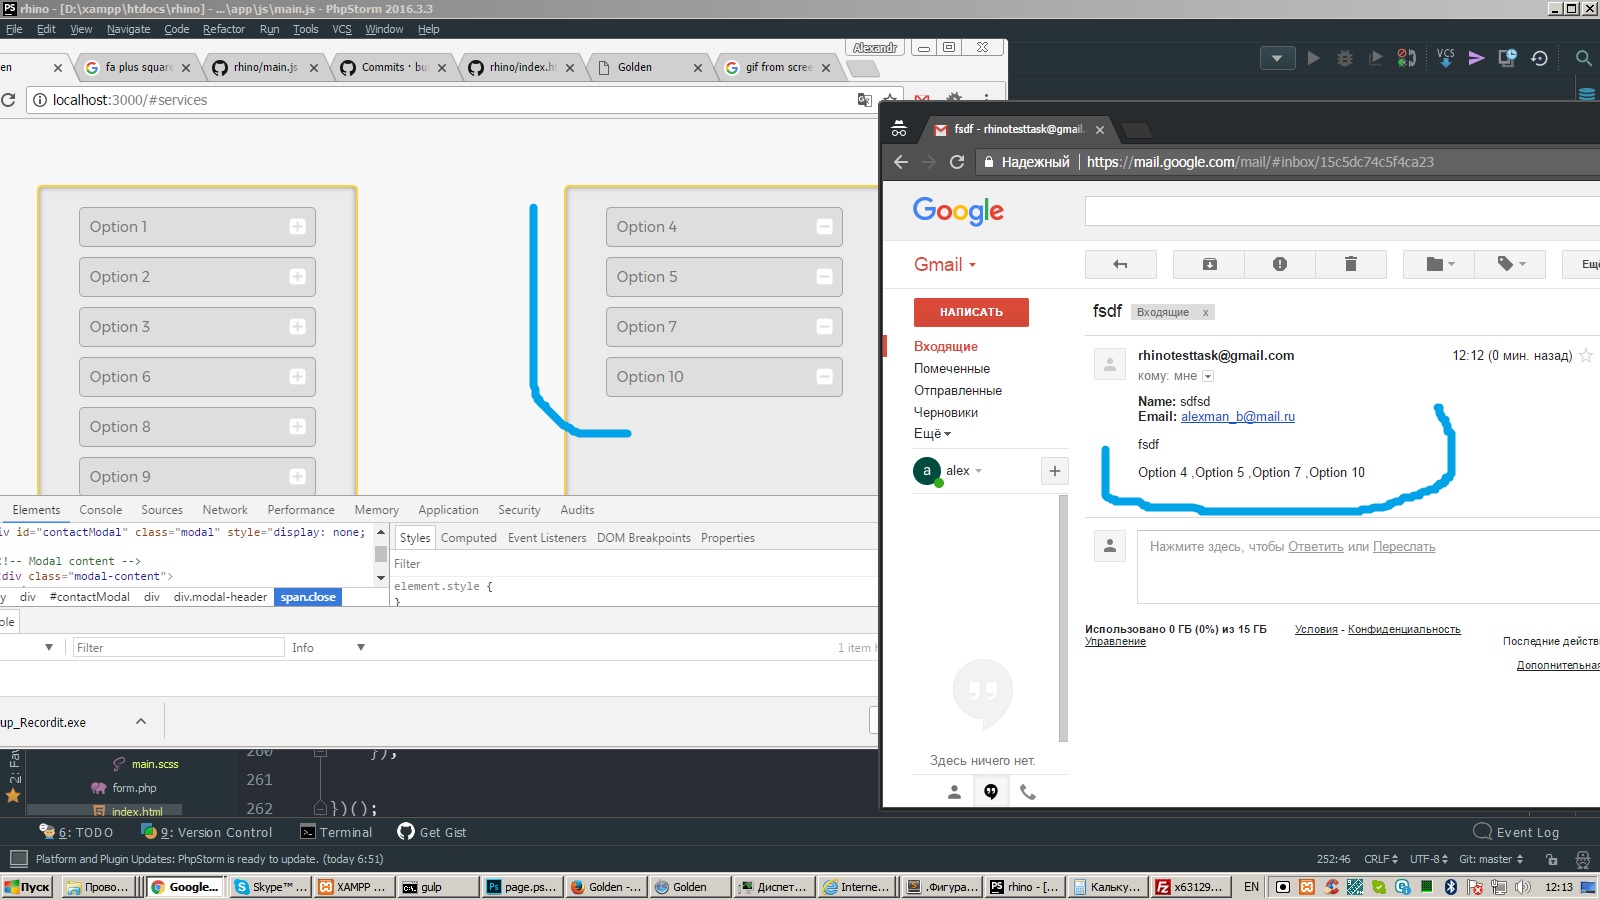 rhino - [D:\xampp\htdocs\rhino] - ...\app\js\main.js - PhpStorm 2016.3.3
File Edit View Navigate Code Refactor Run Tools VCS Window Help
Alexandr
en
fa plus square
rhino/main.js
Commits · bu
rhino/index.ht
Golden
gif from scree
localhost:3000/#services
VCS
Option 1
Option 2
Option 3
Option 6
Option 8
Option 9
Option 4
Option 5
Option 7
Option 10
Elements Console Sources Network Performance Memory Application Security Audits
iv id="contactModal" class="modal" style="display: none;
!-- Modal content -->
div class="modal-content">
y div #contactModal div div.modal-header span.close
Styles Computed Event Listeners DOM Breakpoints Properties
Filter
element.style {
}
ole
Filter
Info
1 item h
up_Recordit.exe
2: Fav
main.scss
form.php
index.html
260 });
261
262 })();
fsdf - rhinotesttask@gmail.
Надежный https://mail.google.com/mail/#inbox/15c5dc74c5f4ca23
Google
Gmail
Ещё
НАПИСАТЬ
Входящие
Помеченные
Отправленные
Черновики
Ещё
a alex
Здесь ничего нет.
fsdf Входящие x
rhinotesttask@gmail.com 12:12 (0 мин. назад)
кому: мне
Name: sdfsd
Email: alexman_b@mail.ru
fsdf
Option 4 ,Option 5 ,Option 7 ,Option 10
Нажмите здесь, чтобы Ответить или Переслать
Использовано 0 ГБ (0%) из 15 ГБ
Управление
Условия - Конфиденциальность
Последние действ
Дополнительная
6: TODO 9: Version Control Terminal Get Gist Event Log
Platform and Plugin Updates: PhpStorm is ready to update. (today 6:51) 252:46 CRLF UTF-8 Git: master
Пуск Прово... Google... Skype™ ... XAMPP ... gulp page.ps... Golden -... Golden Диспет... Interne... .Фигура... rhino - [... Кальку... x63129... EN 12:13